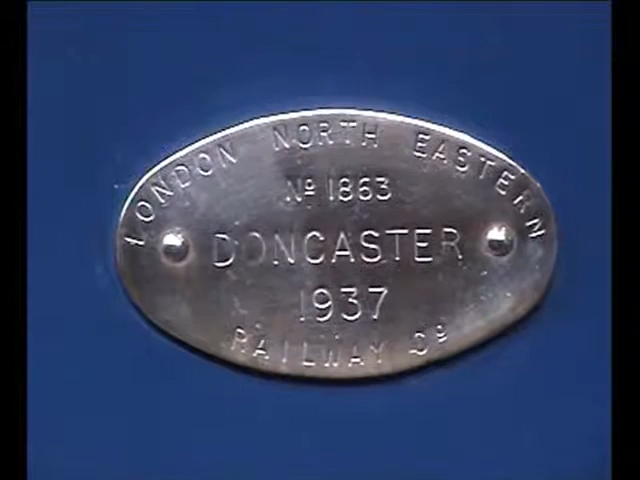 LONDON NORTH EASTERN
Nº 1863
DONCASTER
1937
RAILWAY Cº